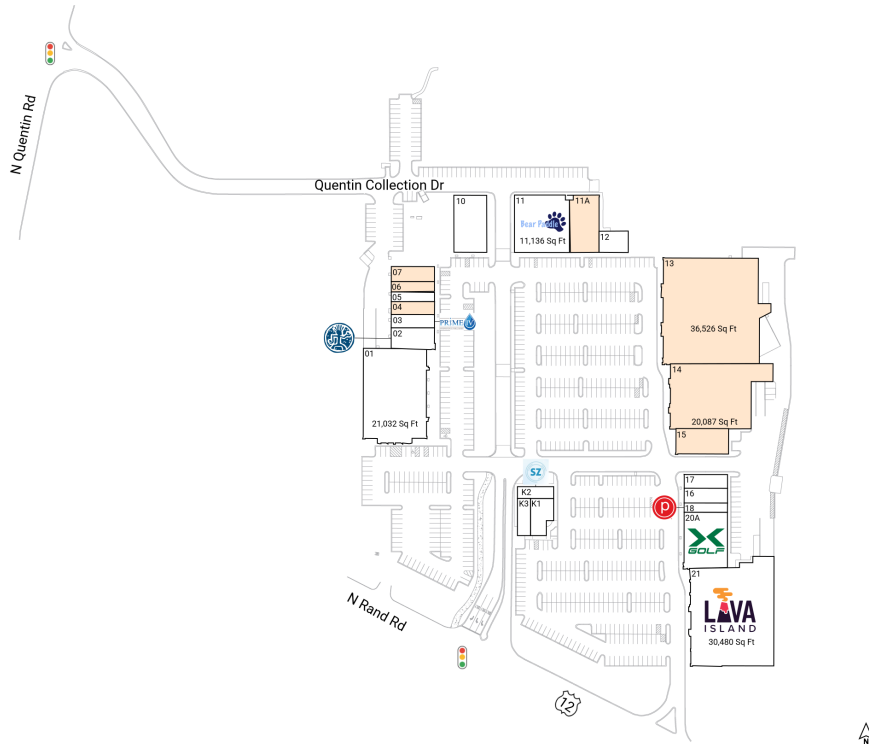 N Quentin Rd
Quentin Collection Dr
10
11
Bear Paddle
11,136 Sq Ft
11A
12
07
06
05
04
03
02
PRIME IV
01
21,032 Sq Ft
13
36,526 Sq Ft
14
20,087 Sq Ft
15
SZ
K2
K3
K1
17
16
18
p
20A
X GOLF
21
LAVA
ISLAND
30,480 Sq Ft
N Rand Rd
12
N